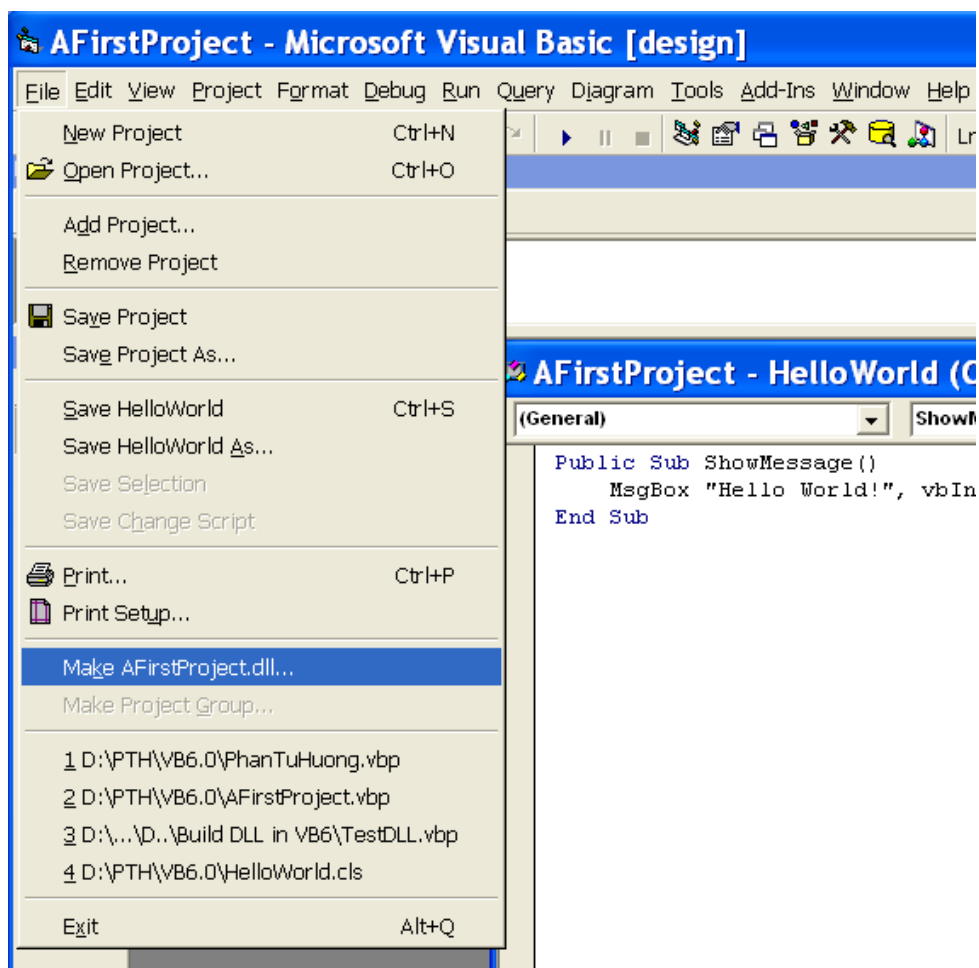 AFirstProject - Microsoft Visual Basic [design]
File Edit View Project Format Debug Run Query Diagram Tools Add-Ins Window Help
New Project Ctrl+N
Open Project... Ctrl+O
Add Project...
Remove Project
Save Project
Save Project As...
Save HelloWorld Ctrl+S
Save HelloWorld As...
Save Selection
Save Change Script
Print... Ctrl+P
Print Setup...
Make AFirstProject.dll...
Make Project Group...
1 D:\PTH\VB6.0\PhanTuHuong.vbp
2 D:\PTH\VB6.0\AFirstProject.vbp
3 D:\...\D..\Build DLL in VB6\TestDLL.vbp
4 D:\PTH\VB6.0\HelloWorld.cls
Exit Alt+Q
AFirstProject - HelloWorld (C
(General)
Public Sub ShowMessage()
MsgBox "Hello World!", vbIn
End Sub